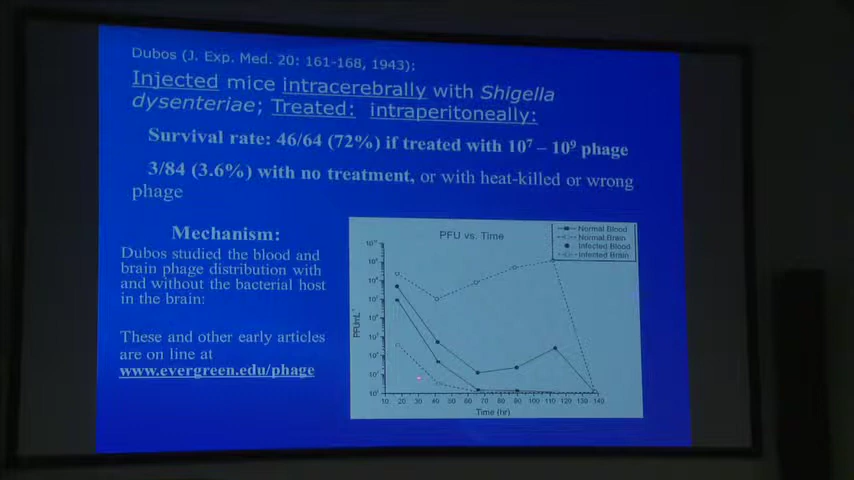 Dubos (J. Exp. Med. 20: 161-168, 1943):
Injected mice intracerebrally with Shigella
dysenteriae; Treated: intraperitoneally:
Survival rate: 46/64 (72%) if treated with 10⁷ – 10⁹ phage
3/84 (3.6%) with no treatment, or with heat-killed or wrong
phage
Mechanism:
Dubos studied the blood and
brain phage distribution with
and without the bacterial host
in the brain:
These and other early articles
are on line at
www.evergreen.edu/phage
PFU vs. Time
Normal Blood
Normal Brain
Infected Blood
Infected Brain
10 20 30 40 50 60 70 80 90 100 110 120 130 140
Time (hr)